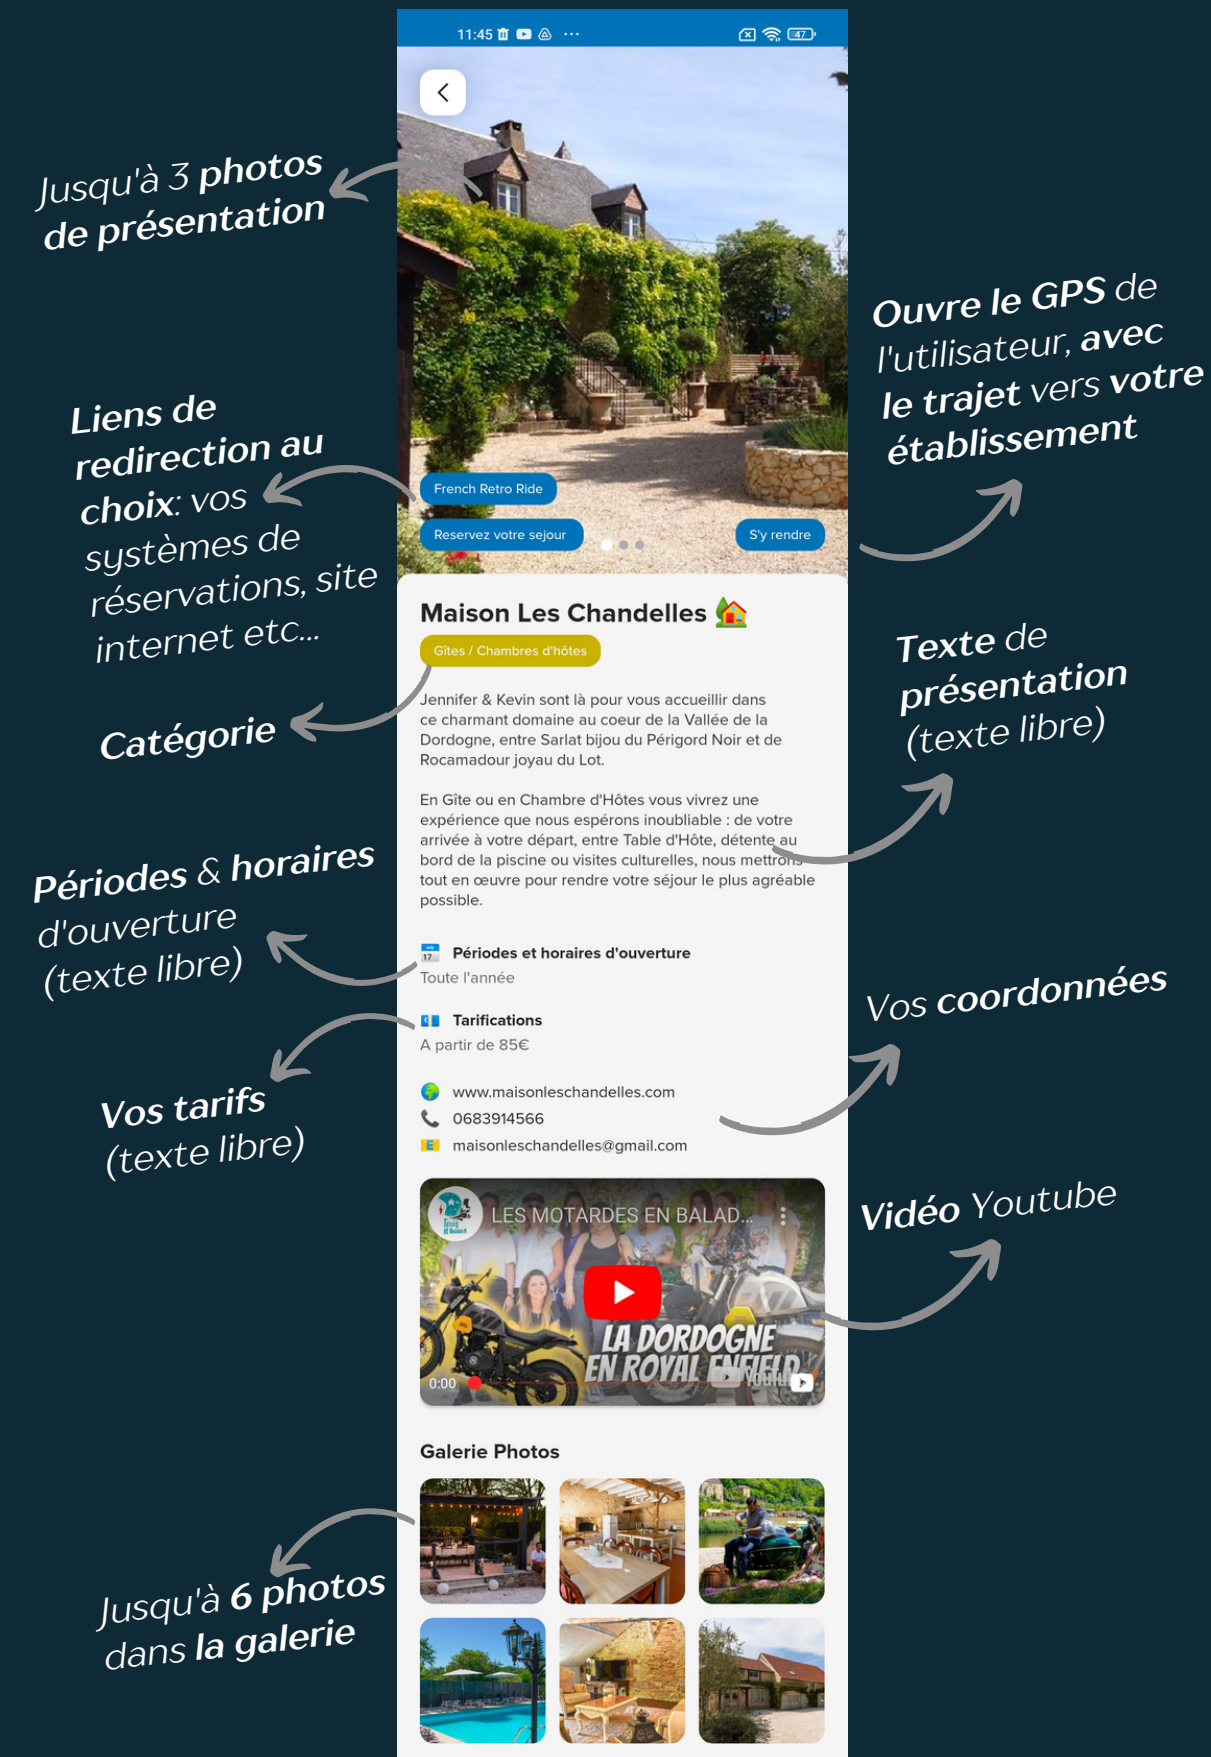 11:45
47
Jusqu'à 3 photos
de présentation
Ouvre le GPS de
l'utilisateur, avec
le trajet vers votre
établissement
Liens de
redirection au
choix: vos
systèmes de
réservations, site
internet etc...
French Retro Ride
Reservez votre sejour
S'y rendre
Maison Les Chandelles
Gîtes / Chambres d'hôtes
Catégorie
Texte de
présentation
(texte libre)
Jennifer & Kevin sont là pour vous accueillir dans
ce charmant domaine au coeur de la Vallée de la
Dordogne, entre Sarlat bijou du Périgord Noir et de
Rocamadour joyau du Lot.
En Gîte ou en Chambre d'Hôtes vous vivrez une
expérience que nous espérons inoubliable : de votre
arrivée à votre départ, entre Table d'Hôte, détente au
bord de la piscine ou visites culturelles, nous mettrons
tout en œuvre pour rendre votre séjour le plus agréable
possible.
Périodes & horaires
d'ouverture
(texte libre)
17
Périodes et horaires d'ouverture
Toute l'année
Tarifications
A partir de 85€
Vos coordonnées
Vos tarifs
(texte libre)
www.maisonleschandelles.com
0683914566
maisonleschandelles@gmail.com
Vidéo Youtube
LES MOTARDES EN BALAD...
LA DORDOGNE
EN ROYAL ENFIELD
0:00
Galerie Photos
Jusqu'à 6 photos
dans la galerie